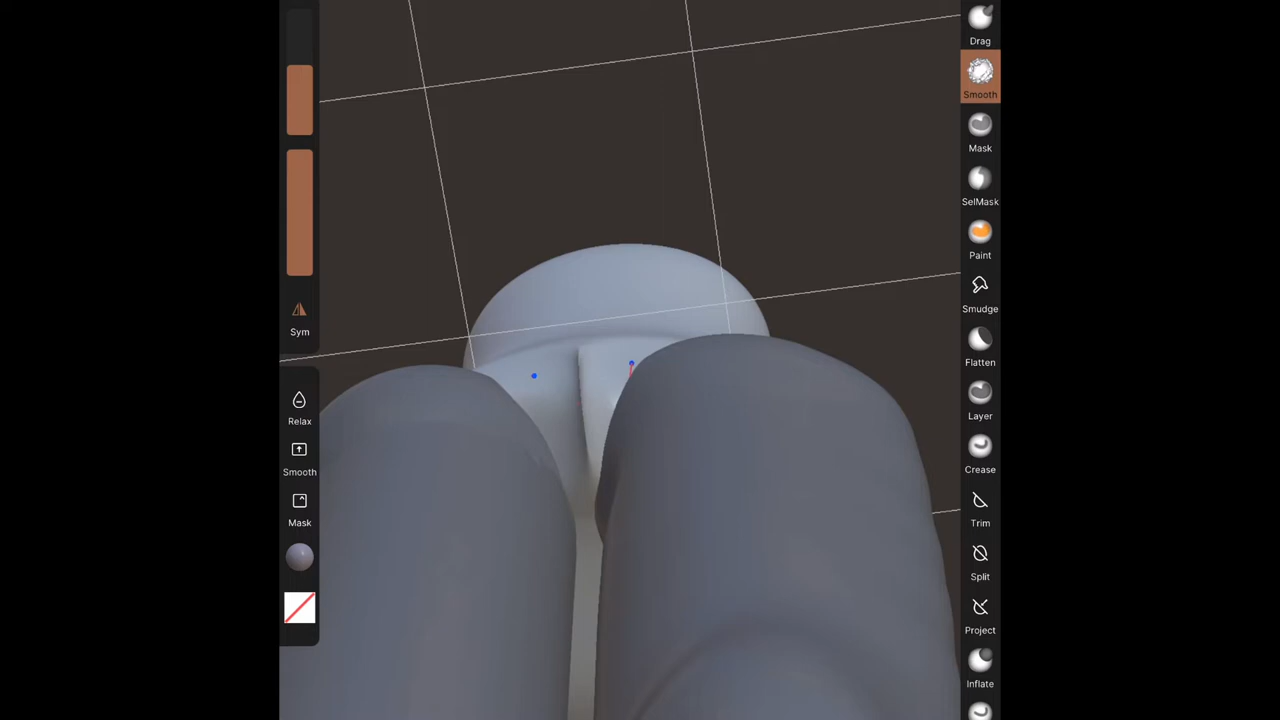 Sym
Relax
Smooth
Mask
Drag
Smooth
Mask
SelMask
Paint
Smudge
Flatten
Layer
Crease
Trim
Split
Project
Inflate